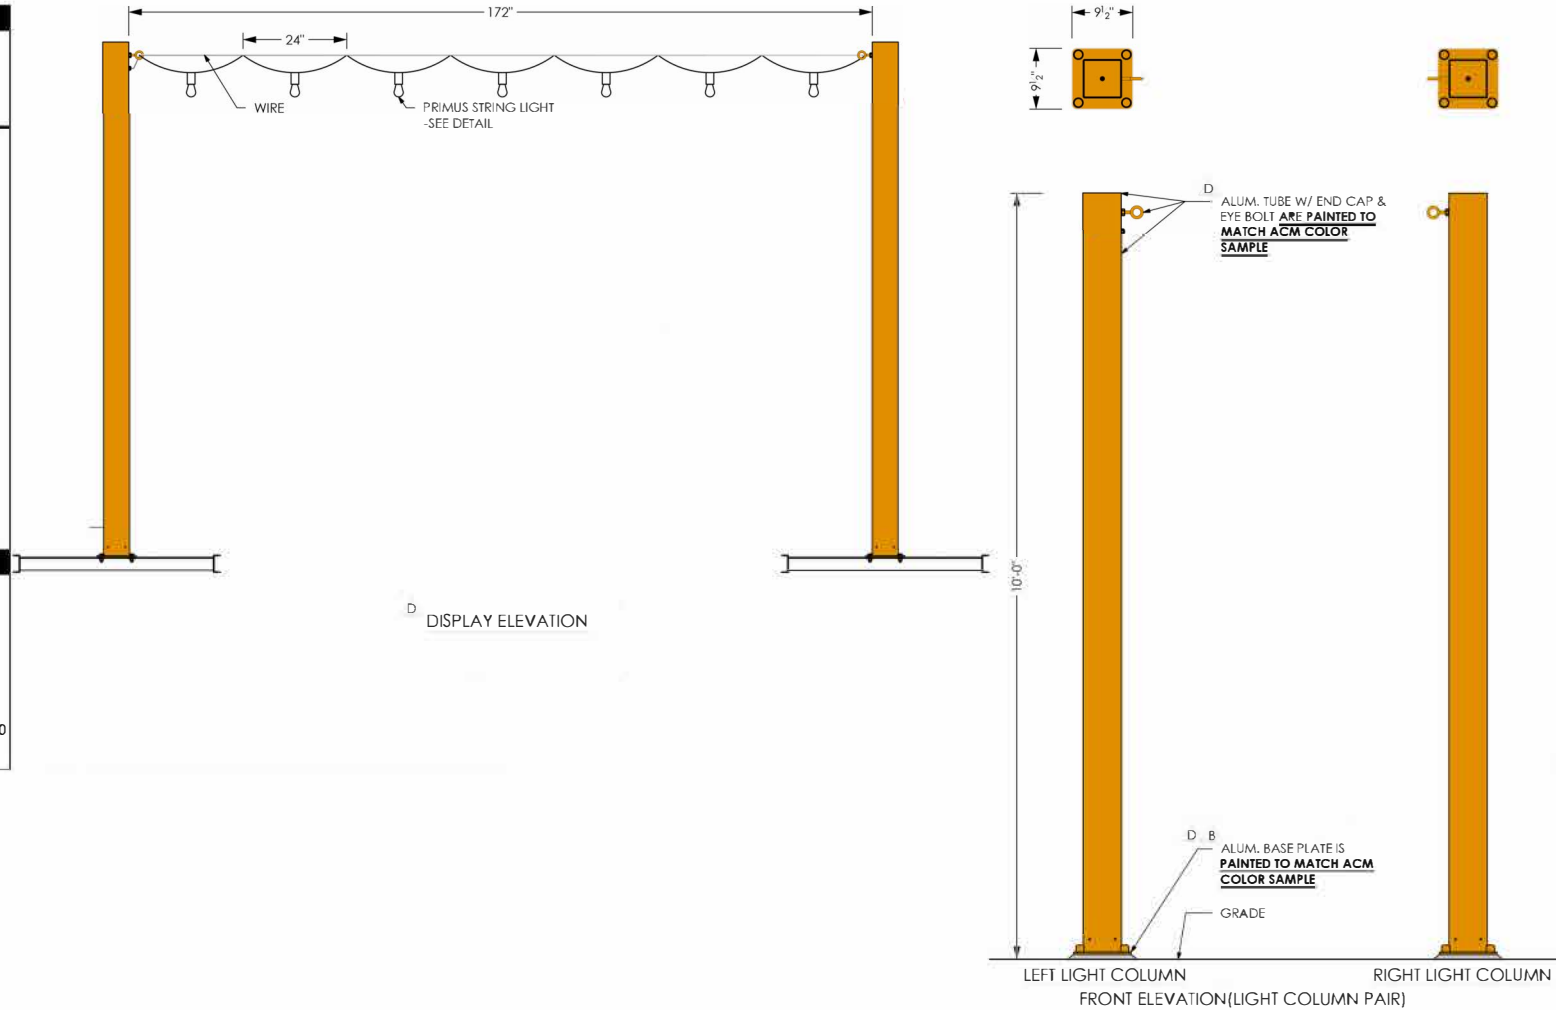 172"
24"
WIRE
PRIMUS STRING LIGHT
-SEE DETAIL
D
DISPLAY ELEVATION
0
9½"
9½"
D
ALUM. TUBE W/ END CAP &
EYE BOLT ARE PAINTED TO
MATCH ACM COLOR
SAMPLE
10'-0"
D B
ALUM. BASE PLATE IS
PAINTED TO MATCH ACM
COLOR SAMPLE
GRADE
LEFT LIGHT COLUMN
RIGHT LIGHT COLUMN
FRONT ELEVATION(LIGHT COLUMN PAIR)